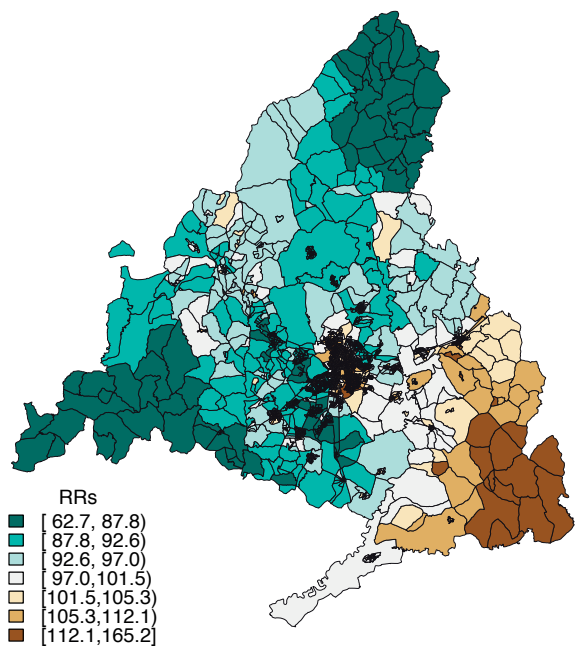 RRs
[ 62.7, 87.8)
[ 87.8, 92.6)
[ 92.6, 97.0)
[ 97.0,101.5)
[101.5,105.3)
[105.3,112.1)
[112.1,165.2]